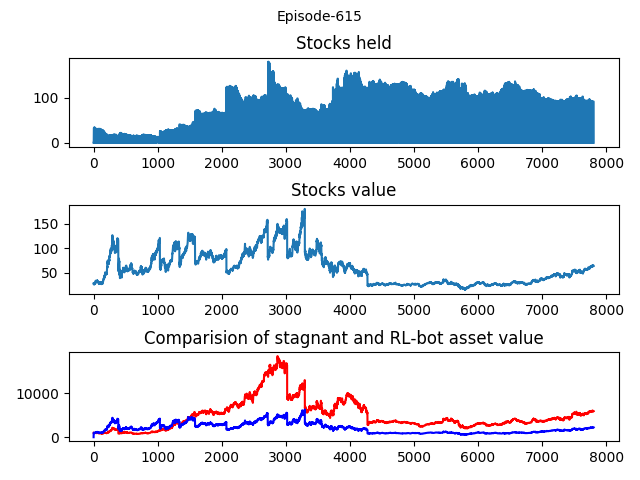 Episode-615
Stocks held
100
0
0 1000 2000 3000 4000 5000 6000 7000 8000
Stocks value
150
100
50
0 1000 2000 3000 4000 5000 6000 7000 8000
Comparision of stagnant and RL-bot asset value
10000
0
0 1000 2000 3000 4000 5000 6000 7000 8000